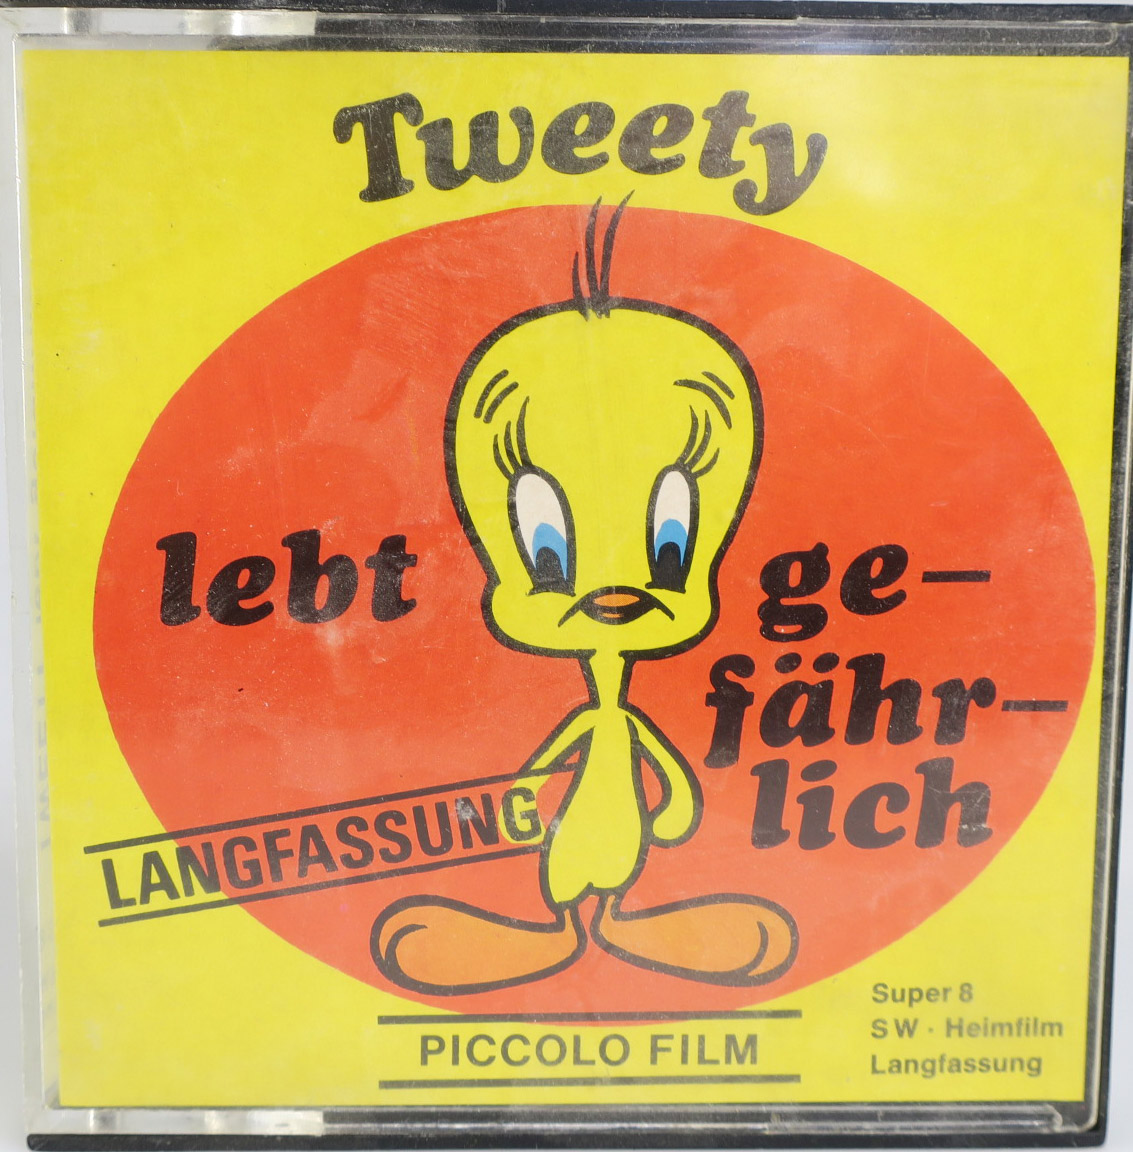 Tweety
lebt
ge-
fähr-
lich
LANGFASSUNG
PICCOLO FILM
Super 8
SW · Heimfilm
Langfassung